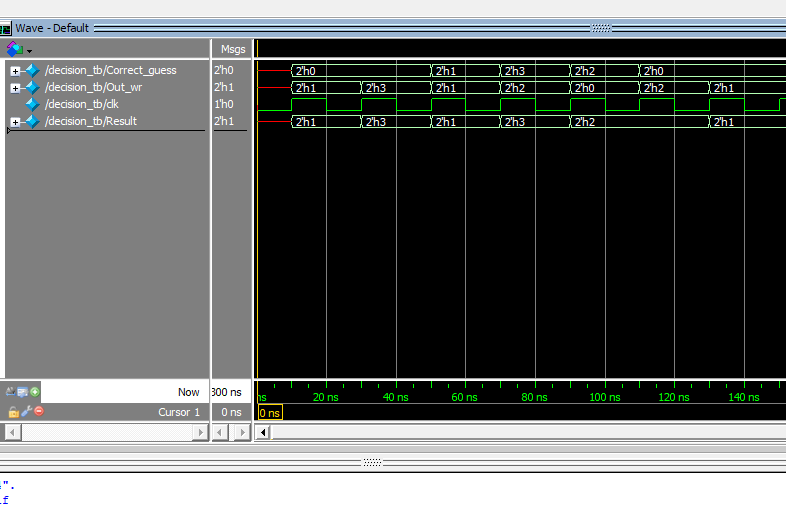 Wave - Default
Msgs
/decision_tb/Correct_guess 2'h0 2'h0 2'h1 2'h3 2'h2 2'h0
/decision_tb/Out_wr 2'h1 2'h1 2'h3 2'h1 2'h2 2'h0 2'h2 2'h1
/decision_tb/clk 1'h0
/decision_tb/Result 2'h1 2'h1 2'h3 2'h1 2'h3 2'h2 2'h1
Now 300 ns ns 20 ns 40 ns 60 ns 80 ns 100 ns 120 ns 140 ns
Cursor 1 0 ns 0 ns
".